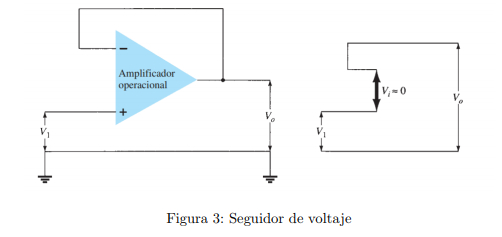 −
Amplificador
operacional
+
V1
Vo
Vi ≈ 0
V1
Vo
Figura 3: Seguidor de voltaje